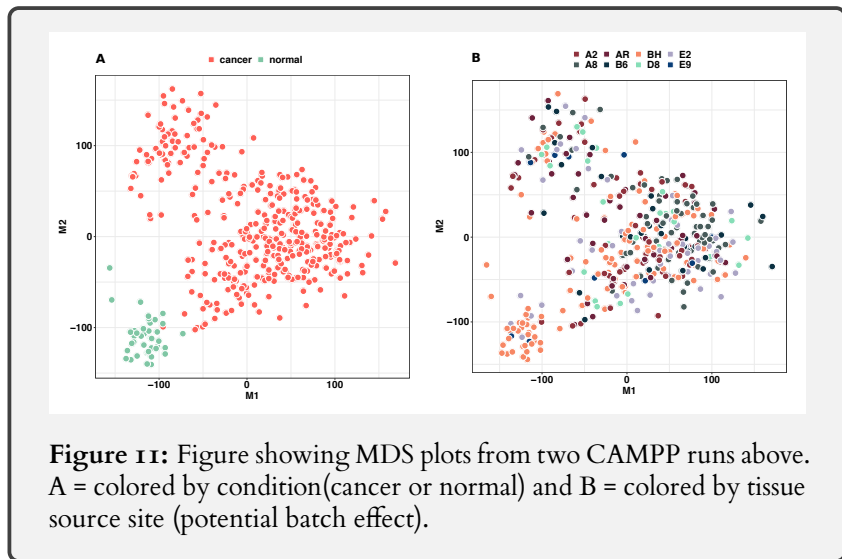 A
cancer normal
100
0
−100
M2
−100 0 100
M1
B
A2 AR BH E2
A8 B6 D8 E9
100
0
−100
M2
−100 0 100
M1
Figure 11: Figure showing MDS plots from two CAMPP runs above.
A = colored by condition(cancer or normal) and B = colored by tissue
source site (potential batch effect).